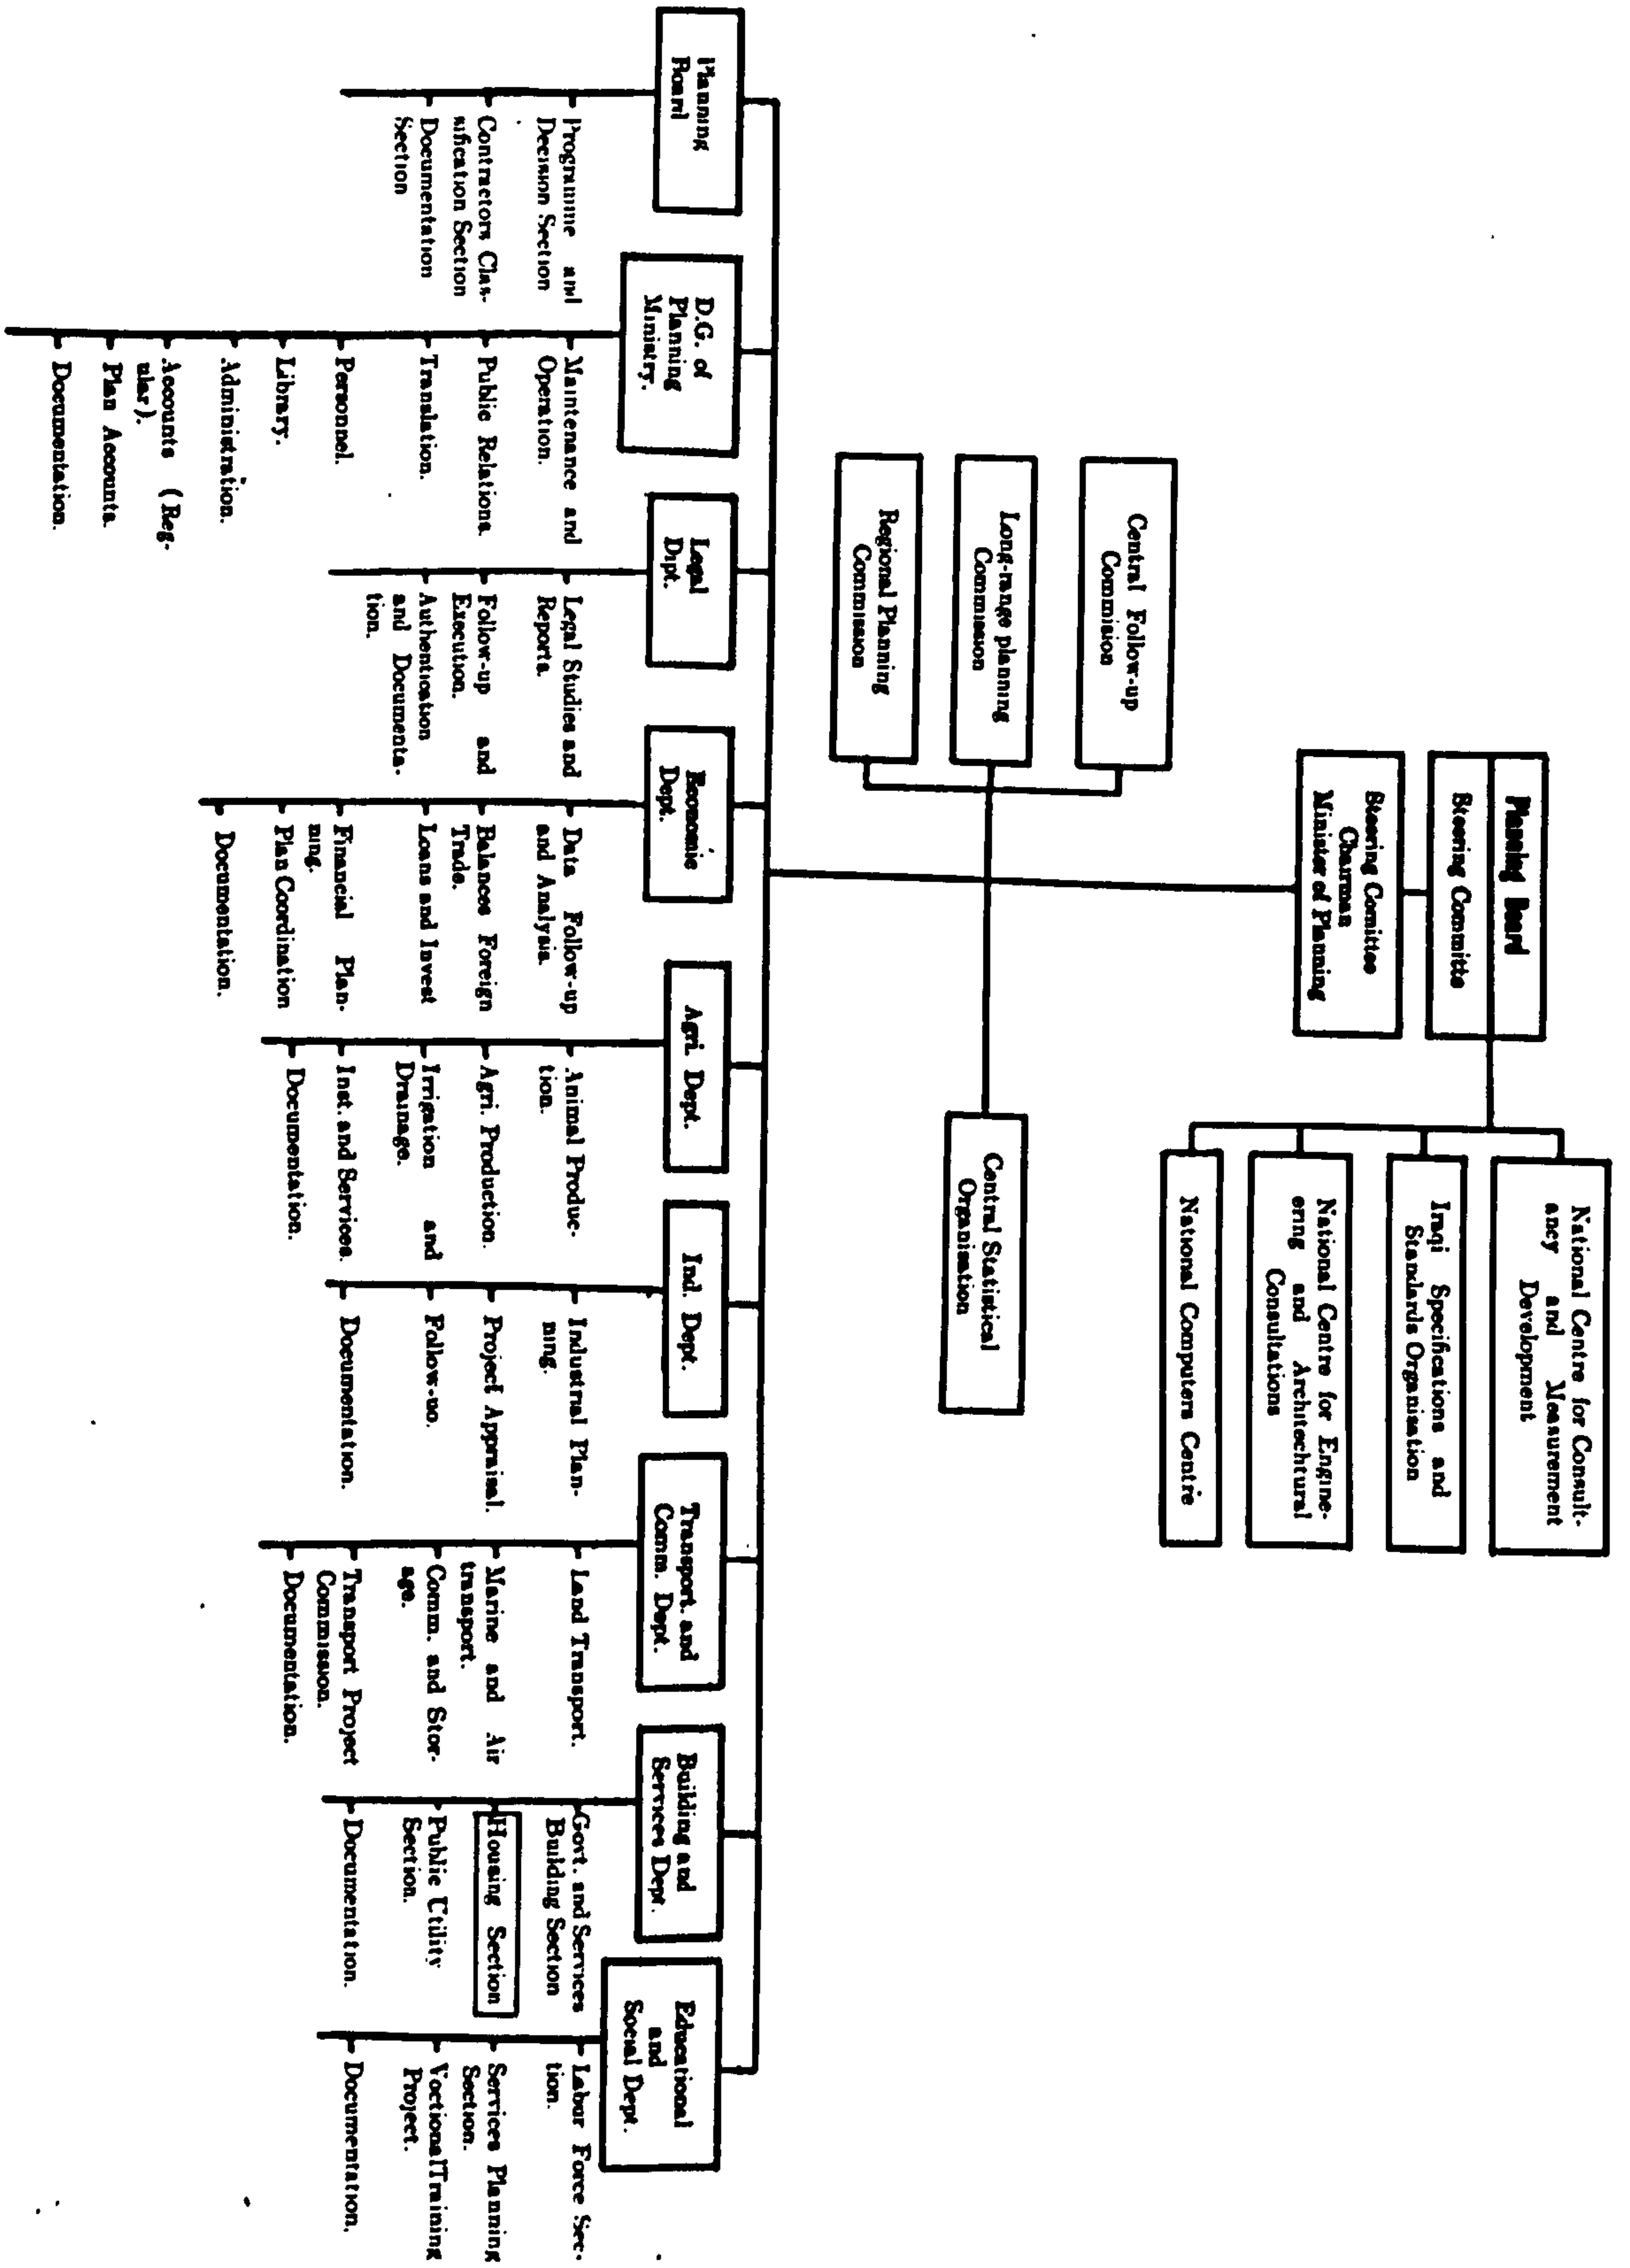 Planning Board
Steering Committe
Steering Comittee
Chairman
Minister of Planning
National Centre for Consult-
ancy and Measurement
Development
Iraqi Specifications and
Standards Organisation
National Centre for Engine-
ering and Architechtural
Consultations
National Computers Centre
Central Follow-up
Commision
Long-range planning
Commission
Regional Planning
Commission
Central Statistical
Organisation
Planning
Board
Programme and
Decision Section
Contractors Clas-
sification Section
Documentation
Section
D.G. of
Planning
Ministry.
Maintenance and
Operation.
Public Relations
Translation.
Personnel.
Library.
Administration.
Accounts (Reg-
ular).
Plan Accounts.
Documentation.
Legal
Dipt.
Legal Studies and
Reports.
Follow-up and
Execution.
Authentication
and Documenta-
tion.
Economic
Dept.
Data Follow-up
and Analysis.
Balances Foreign
Trade.
Loans and Invest
Financial Plan-
ning.
Plan Coordination
Documentation.
Agri. Dept.
Animal Produc-
tion.
Agri. Production.
Irrigation and
Drainage.
Inst. and Services.
Documentation.
Ind. Dept.
Industrial Plan-
ning.
Project Appraisal.
Follow-uo.
Documentation.
Transport. and
Comm. Dept.
Land Transport.
Marine and Air
transport.
Comm. and Stor-
age.
Transport Project
Commission.
Documentation.
Building and
Services Dept.
Govt. and Services
Building Section
Housing Section
Public Utility
Section.
Documentation.
Educational
and
Social Dept.
Labor Force Sec-
tion.
Services Planning
Section.
VoctionalTraining
Project.
Documentation.